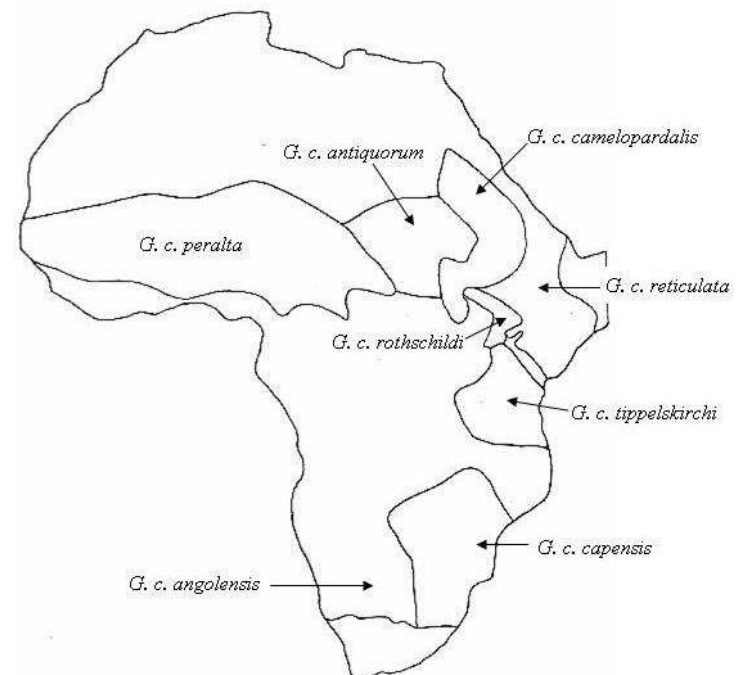 G. c. camelopardalis
G. c. antiquorum
G. c. peralta
G. c. reticulata
G. c. rothschildi
G. c. tippelskirchi
G. c. capensis
G. c. angolensis